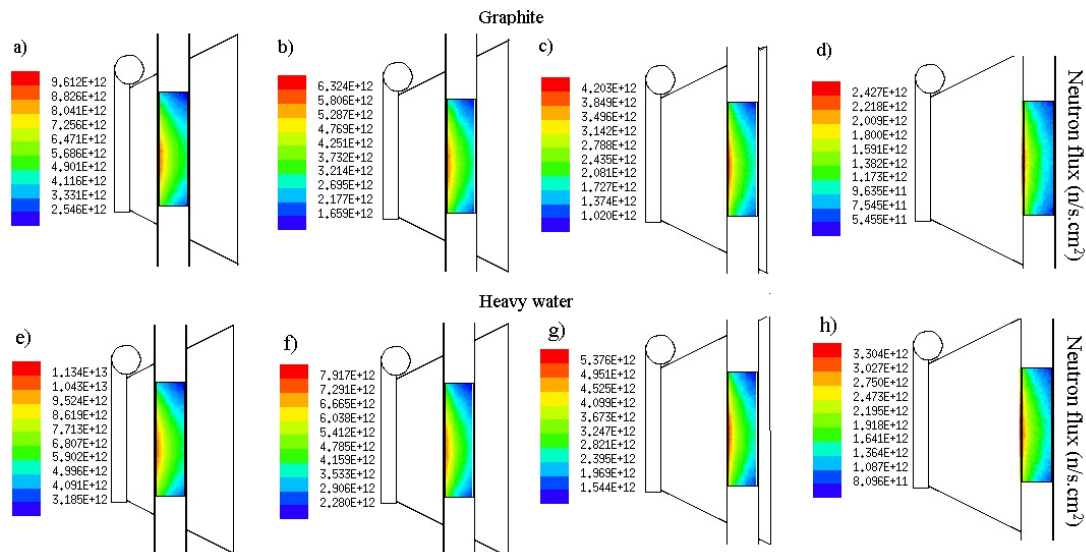 Graphite
a)
9.612E+12
8.826E+12
8.041E+12
7.256E+12
6.471E+12
5.686E+12
4.901E+12
4.116E+12
3.331E+12
2.546E+12
b)
6.324E+12
5.806E+12
5.287E+12
4.769E+12
4.251E+12
3.732E+12
3.214E+12
2.695E+12
2.177E+12
1.659E+12
c)
4.203E+12
3.849E+12
3.496E+12
3.142E+12
2.788E+12
2.435E+12
2.081E+12
1.727E+12
1.374E+12
1.020E+12
d)
2.427E+12
2.218E+12
2.009E+12
1.800E+12
1.591E+12
1.382E+12
1.173E+12
9.635E+11
7.545E+11
5.455E+11
Neutron flux (n/s.cm²)
Heavy water
e)
1.134E+13
1.043E+13
9.524E+12
8.619E+12
7.713E+12
6.807E+12
5.902E+12
4.996E+12
4.091E+12
3.185E+12
f)
7.917E+12
7.291E+12
6.665E+12
6.038E+12
5.412E+12
4.785E+12
4.159E+12
3.533E+12
2.906E+12
2.280E+12
g)
5.376E+12
4.951E+12
4.525E+12
4.099E+12
3.673E+12
3.247E+12
2.821E+12
2.395E+12
1.969E+12
1.544E+12
h)
3.304E+12
3.027E+12
2.750E+12
2.473E+12
2.195E+12
1.918E+12
1.641E+12
1.364E+12
1.087E+12
8.096E+11
Neutron flux (n/s.cm²)